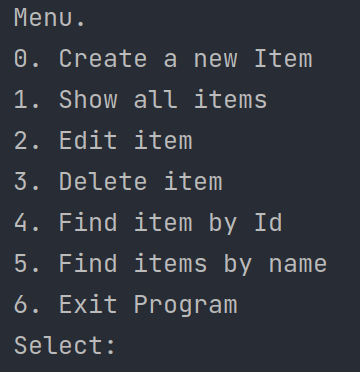 Menu.
0. Create a new Item
1. Show all items
2. Edit item
3. Delete item
4. Find item by Id
5. Find items by name
6. Exit Program
Select: